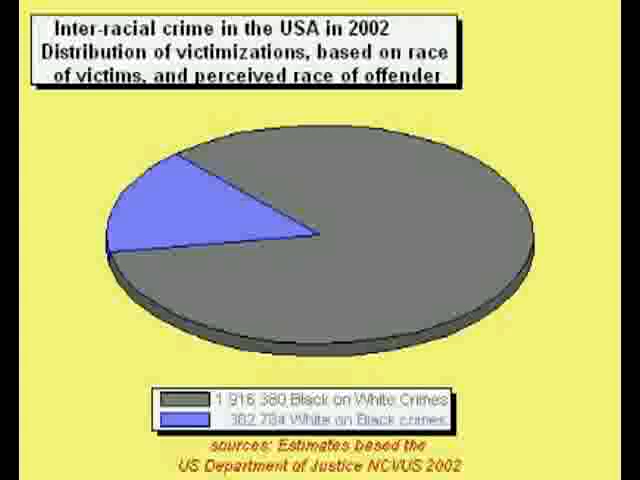 Inter-racial crime in the USA in 2002
Distribution of victimizations, based on race
of victims, and perceived race of offender
1 916 380 Black on White Crimes
White on Black crimes
sources: Estimates based the
US Department of Justice NCVUS 2002